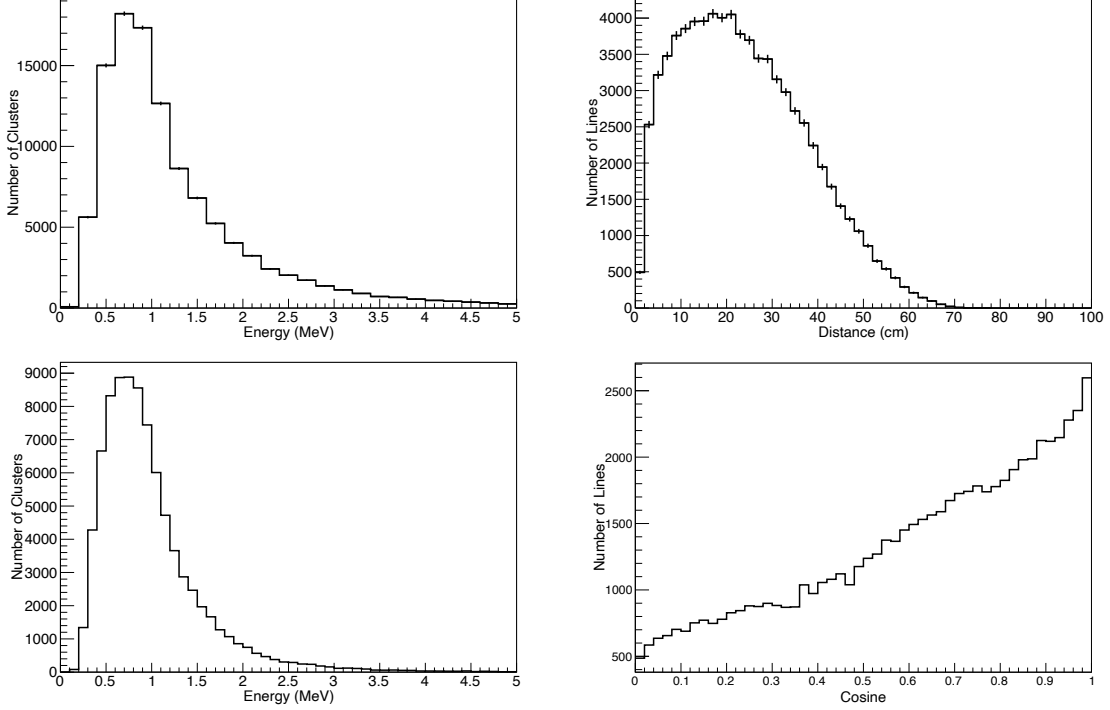 Number of Clusters
15000
10000
5000
0
0 0.5 1 1.5 2 2.5 3 3.5 4 4.5 5
Energy (MeV)
Number of Lines
4000
3500
3000
2500
2000
1500
1000
500
0
0 10 20 30 40 50 60 70 80 90 100
Distance (cm)
Number of Clusters
9000
8000
7000
6000
5000
4000
3000
2000
1000
0
0 0.5 1 1.5 2 2.5 3 3.5 4 4.5 5
Energy (MeV)
Number of Lines
2500
2000
1500
1000
500
0 0.1 0.2 0.3 0.4 0.5 0.6 0.7 0.8 0.9 1
Cosine